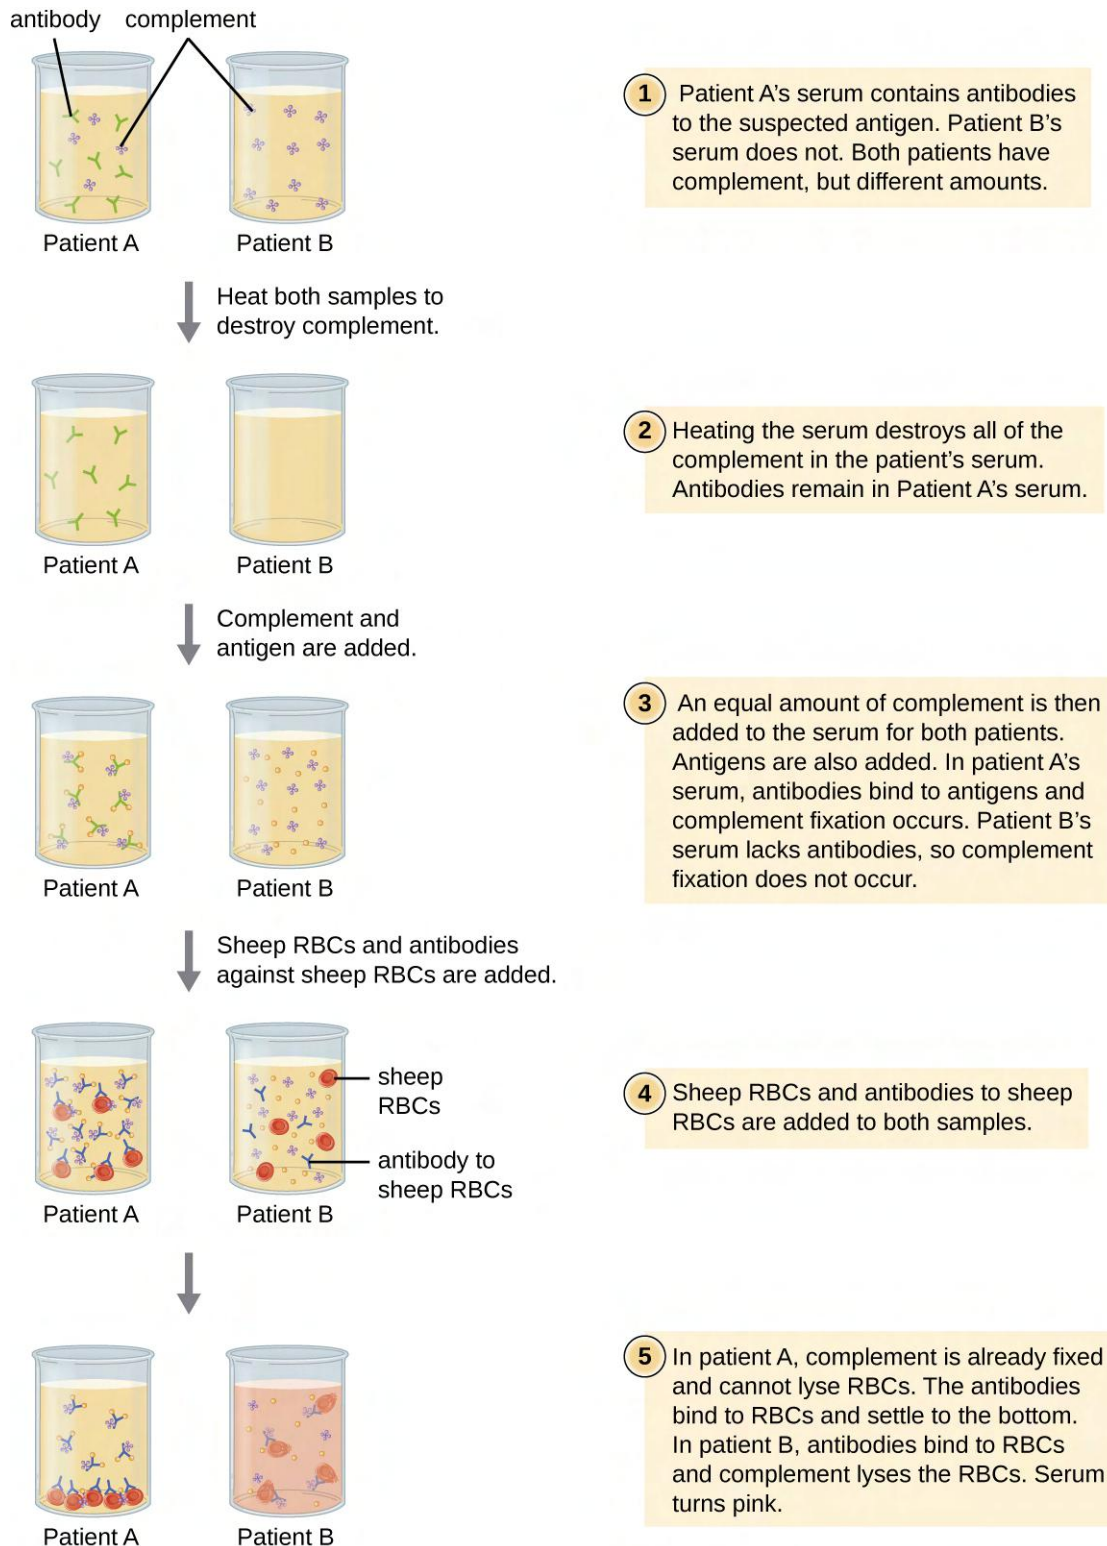 antibody complement
Patient A Patient B
1 Patient A’s serum contains antibodies
to the suspected antigen. Patient B’s
serum does not. Both patients have
complement, but different amounts.
Heat both samples to
destroy complement.
Patient A Patient B
2 Heating the serum destroys all of the
complement in the patient’s serum.
Antibodies remain in Patient A’s serum.
Complement and
antigen are added.
Patient A Patient B
3 An equal amount of complement is then
added to the serum for both patients.
Antigens are also added. In patient A’s
serum, antibodies bind to antigens and
complement fixation occurs. Patient B’s
serum lacks antibodies, so complement
fixation does not occur.
Sheep RBCs and antibodies
against sheep RBCs are added.
sheep
RBCs
antibody to
sheep RBCs
Patient A Patient B
4 Sheep RBCs and antibodies to sheep
RBCs are added to both samples.
Patient A Patient B
5 In patient A, complement is already fixed
and cannot lyse RBCs. The antibodies
bind to RBCs and settle to the bottom.
In patient B, antibodies bind to RBCs
and complement lyses the RBCs. Serum
turns pink.